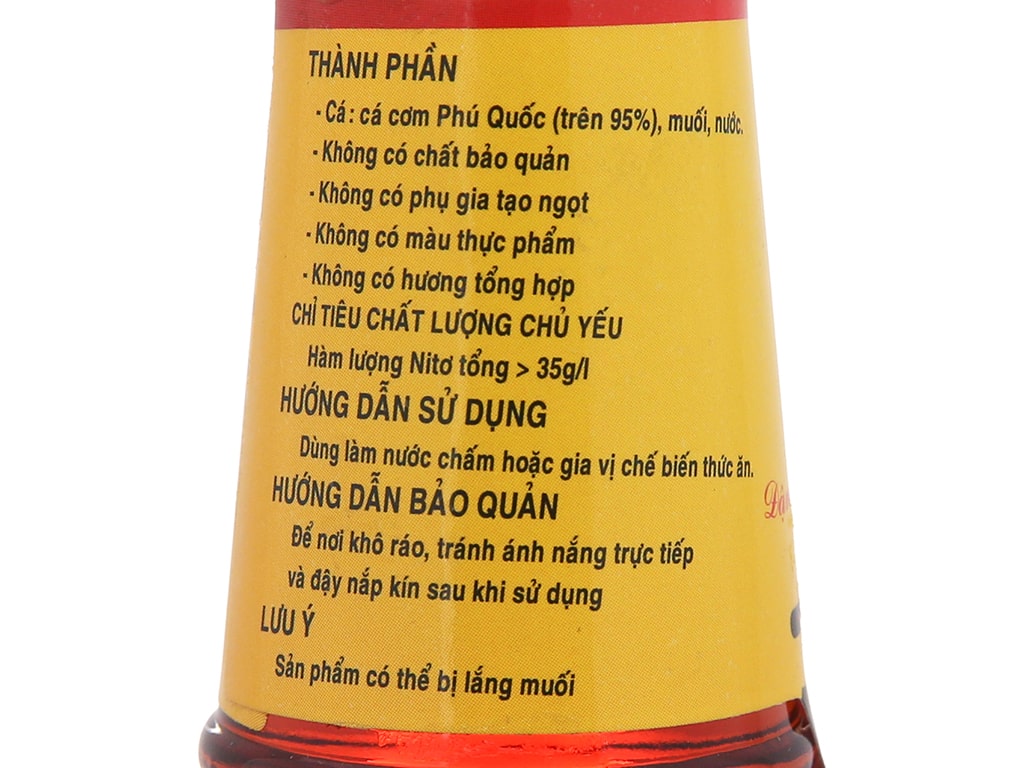 THÀNH PHẦN
- Cá : cá cơm Phú Quốc (trên 95%), muối, nước.
- Không có chất bảo quản
- Không có phụ gia tạo ngọt
- Không có màu thực phẩm
- Không có hương tổng hợp
CHỈ TIÊU CHẤT LƯỢNG CHỦ YẾU
Hàm lượng Nitơ tổng > 35g/l
HƯỚNG DẪN SỬ DỤNG
Dùng làm nước chấm hoặc gia vị chế biến thức ăn.
HƯỚNG DẪN BẢO QUẢN
Để nơi khô ráo, tránh ánh nắng trực tiếp
và đậy nắp kín sau khi sử dụng
LƯU Ý
Sản phẩm có thể bị lắng muối